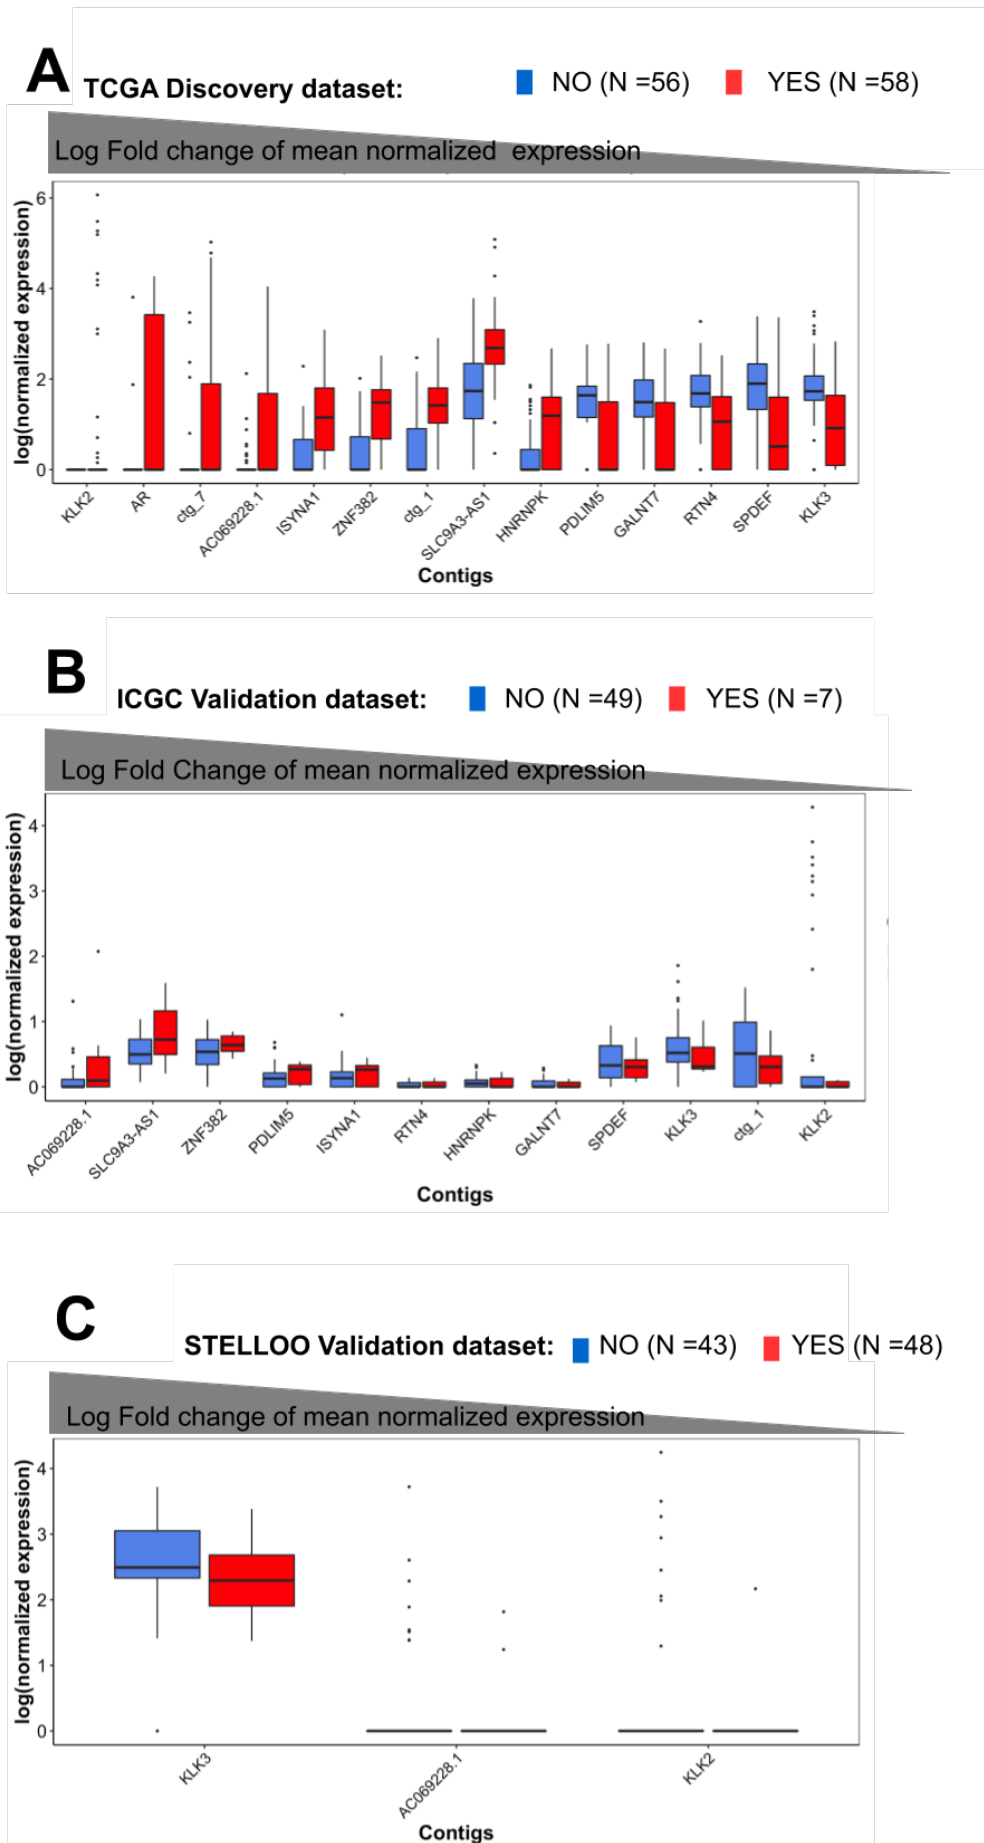 A
TCGA Discovery dataset: NO (N =56) YES (N =58)
Log Fold change of mean normalized expression
log(normalized expression)
6
4
2
0
KLK2 AR ctg_7 AC069228.1 ISYNA1 ZNF382 ctg_1 SLC9A3-AS1 HNRNPK PDLIM5 GALNT7 RTN4 SPDEF KLK3
Contigs
B
ICGC Validation dataset: NO (N =49) YES (N =7)
Log Fold Change of mean normalized expression
log(normalized expression)
4
3
2
1
0
AC069228.1 SLC9A3-AS1 ZNF382 PDLIM5 ISYNA1 RTN4 HNRNPK GALNT7 SPDEF KLK3 ctg_1 KLK2
Contigs
C
STELLOO Validation dataset: NO (N =43) YES (N =48)
Log Fold change of mean normalized expression
log(normalized expression)
4
3
2
1
0
KLK3 AC069228.1 KLK2
Contigs